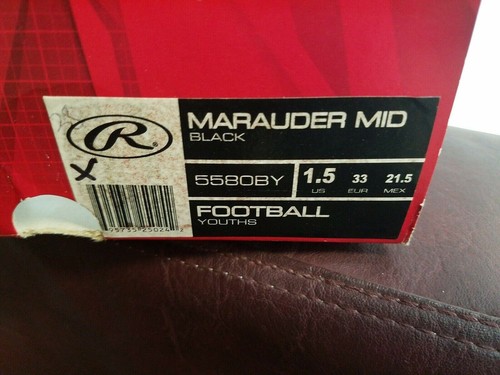 R
MARAUDER MID
BLACK
5580BY
1.5 33 21.5
US EUR MEX
FOOTBALL
YOUTHS